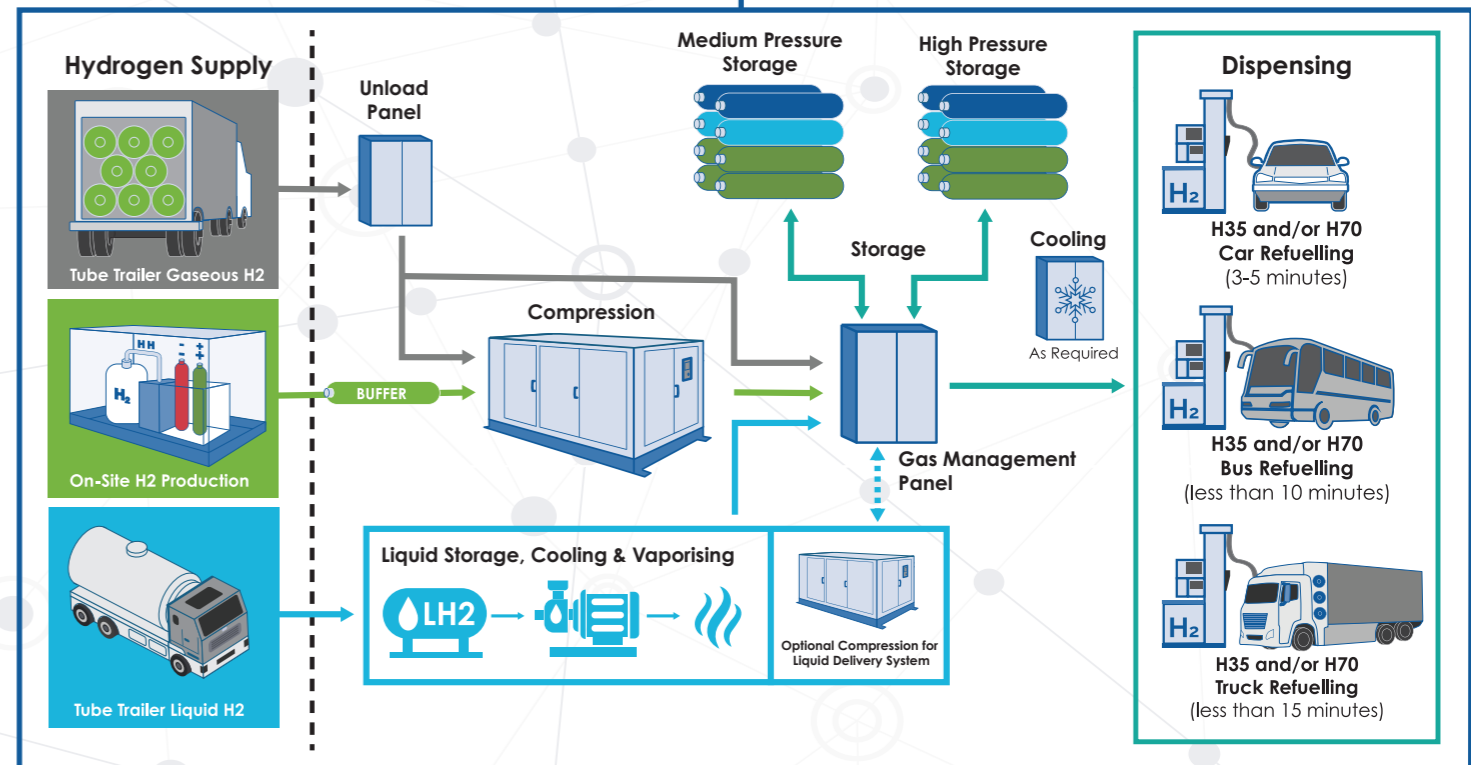 Hydrogen Supply
Tube Trailer Gaseous H2
H H
- +
- +
H2
On-Site H2 Production
Tube Trailer Liquid H2
Unload
Panel
BUFFER
Compression
Medium Pressure
Storage
High Pressure
Storage
Storage
Cooling
As Required
Gas Management
Panel
Liquid Storage, Cooling & Vaporising
LH2
Optional Compression for
Liquid Delivery System
Dispensing
H2
H35 and/or H70
Car Refuelling
(3-5 minutes)
H2
H35 and/or H70
Bus Refuelling
(less than 10 minutes)
H2
H35 and/or H70
Truck Refuelling
(less than 15 minutes)